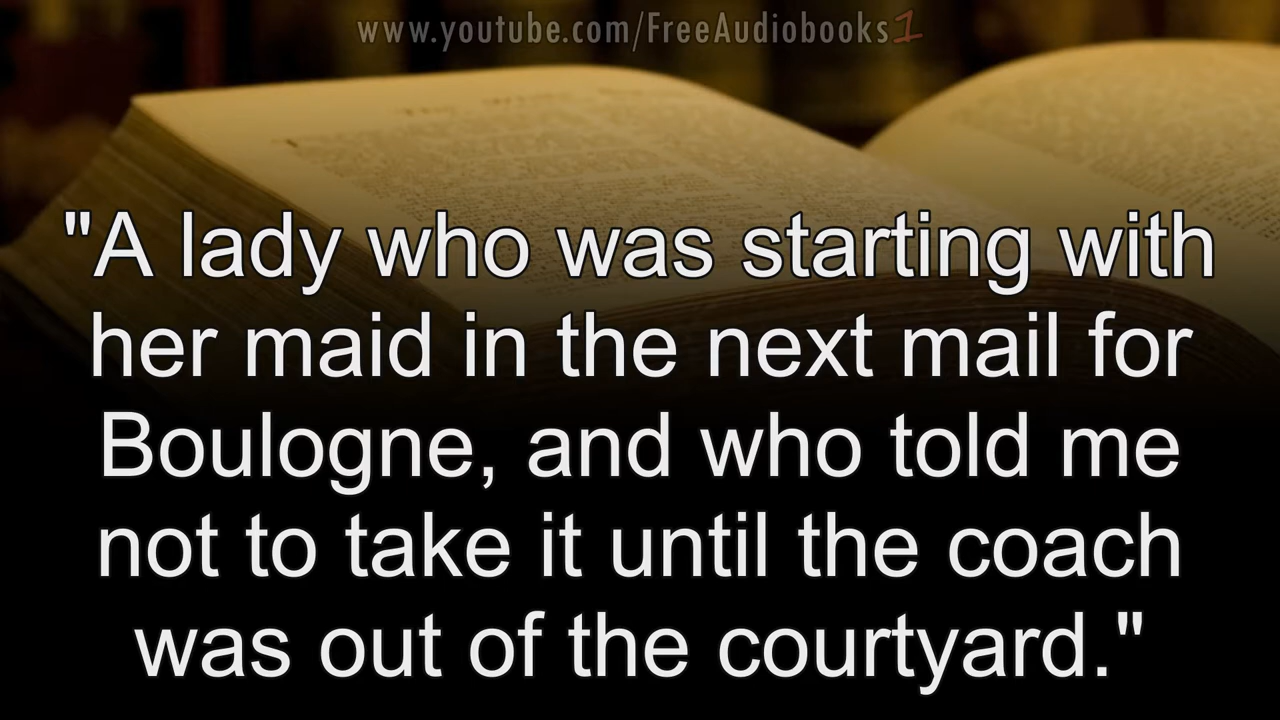 www.youtube.com/FreeAudiobooks1
"A lady who was starting with
her maid in the next mail for
Boulogne, and who told me
not to take it until the coach
was out of the courtyard."